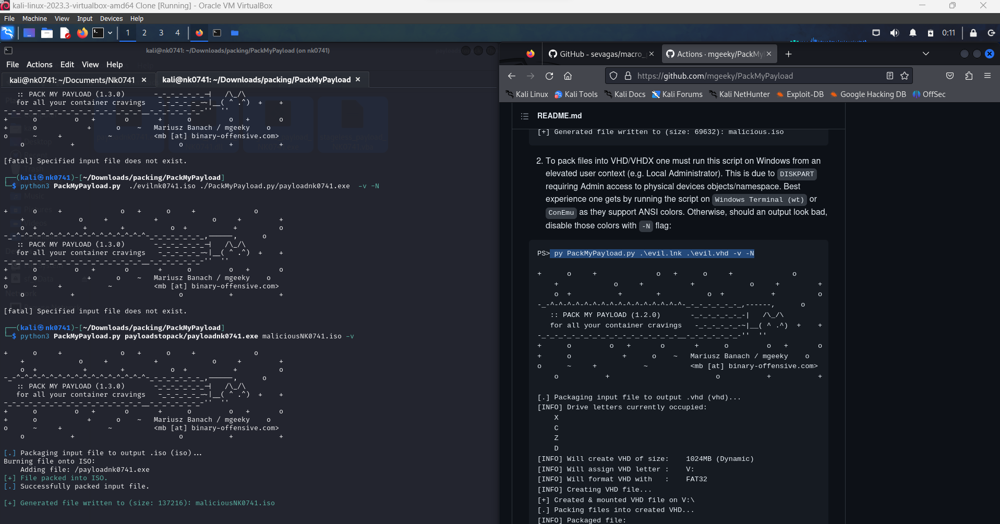 kali-linux-2023.3-virtualbox-amd64 Clone [Running] - Oracle VM VirtualBox
File Machine View Input Devices Help
1 2 3 4 0:11
kali@nk0741: ~/Downloads/packing/PackMyPayload (on nk0741)
File Actions Edit View Help
kali@nk0741: ~/Documents/Nk0741 × kali@nk0741: ~/Downloads/packing/PackMyPayload ×
:: PACK MY PAYLOAD (1.3.0) -_-_-_-_-_-_-| /\_/\
for all your container cravings -_-_-_-_-_-~|__( ^ .^) + +
-_-_-_-_-_-_-_-_-_-_-_-_-_-_-_-_-_-__-_-_-_-_-_-_-'' ''
+ o o + o + o o + o
+ o + o ~ Mariusz Banach / mgeeky o
o ~ + ~ <mb [at] binary-offensive.com>
o + o + +
[fatal] Specified input file does not exist.
┌──(kali㉿nk0741)-[~/Downloads/packing/PackMyPayload]
└─$ python3 PackMyPayload.py ./evilnk0741.iso ./PackMyPayload.py/payloadnk0741.exe -v -N
+ o + o + o + o
+ o + + o + +
o + + + o + + o
-_-^-^-^-^-^-^-^-^-^-^-^-^-^-^-^-^-_-_-_-_-_-_-_,------, o
:: PACK MY PAYLOAD (1.3.0) -_-_-_-_-_-_-| /\_/\
for all your container cravings -_-_-_-_-_-~|__( ^ .^) + +
-_-_-_-_-_-_-_-_-_-_-_-_-_-_-_-_-_-__-_-_-_-_-_-_-'' ''
+ o o + o + o o + o
+ o + o ~ Mariusz Banach / mgeeky o
o ~ + ~ <mb [at] binary-offensive.com>
o + o + +
[fatal] Specified input file does not exist.
┌──(kali㉿nk0741)-[~/Downloads/packing/PackMyPayload]
└─$ python3 PackMyPayload.py payloadstopack/payloadnk0741.exe maliciousNK0741.iso -v
+ o + o + o + o
+ o + + o + +
o + + + o + + o
-_-^-^-^-^-^-^-^-^-^-^-^-^-^-^-^-^-_-_-_-_-_-_-_,------, o
:: PACK MY PAYLOAD (1.3.0) -_-_-_-_-_-_-| /\_/\
for all your container cravings -_-_-_-_-_-~|__( ^ .^) + +
-_-_-_-_-_-_-_-_-_-_-_-_-_-_-_-_-_-__-_-_-_-_-_-_-'' ''
+ o o + o + o o + o
+ o + o ~ Mariusz Banach / mgeeky o
o ~ + ~ <mb [at] binary-offensive.com>
o + o + +
[.] Packaging input file to output .iso (iso)...
Burning file onto ISO:
Adding file: /payloadnk0741.exe
[+] File packed into ISO.
[.] Successfully packed input file.
[+] Generated file written to (size: 137216): maliciousNK0741.iso
GitHub - sevagas/macro_ × Actions · mgeeky/PackMy × +
https://github.com/mgeeky/PackMyPayload
Kali Linux Kali Tools Kali Docs Kali Forums Kali NetHunter Exploit-DB Google Hacking DB OffSec
README.md
[+] Generated file written to (size: 69632): malicious.iso
2. To pack files into VHD/VHDX one must run this script on Windows from an
elevated user context (e.g. Local Administrator). This is due to DISKPART
requiring Admin access to physical devices objects/namespace. Best
experience one gets by running the script on Windows Terminal (wt) or
ConEmu as they support ANSI colors. Otherwise, should an output look bad,
disable those colors with -N flag:
PS> py PackMyPayload.py .\evil.lnk .\evil.vhd -v -N
+ o + o + o + o
+ o + + o + +
o + + + o + + o
-_-^-^-^-^-^-^-^-^-^-^-^-^-^-^-^-^-_-_-_-_-_-_-_,------, o
:: PACK MY PAYLOAD (1.2.0) -_-_-_-_-_-_-| /\_/\
for all your container cravings -_-_-_-_-_-~|__( ^ .^) + +
-_-_-_-_-_-_-_-_-_-_-_-_-_-_-_-_-_-__-_-_-_-_-_-_-'' ''
+ o o + o + o o + o
+ o + o ~ Mariusz Banach / mgeeky o
o ~ + ~ <mb [at] binary-offensive.com>
o + o + +
[.] Packaging input file to output .vhd (vhd)...
[INFO] Drive letters currently occupied:
X
C
Z
D
[INFO] Will create VHD of size: 1024MB (Dynamic)
[INFO] Will assign VHD letter : V:
[INFO] Will format VHD with : FAT32
[INFO] Creating VHD file...
[+] Created & mounted VHD file on V:\
[.] Packing files into created VHD...
[INFO] Packaged file: